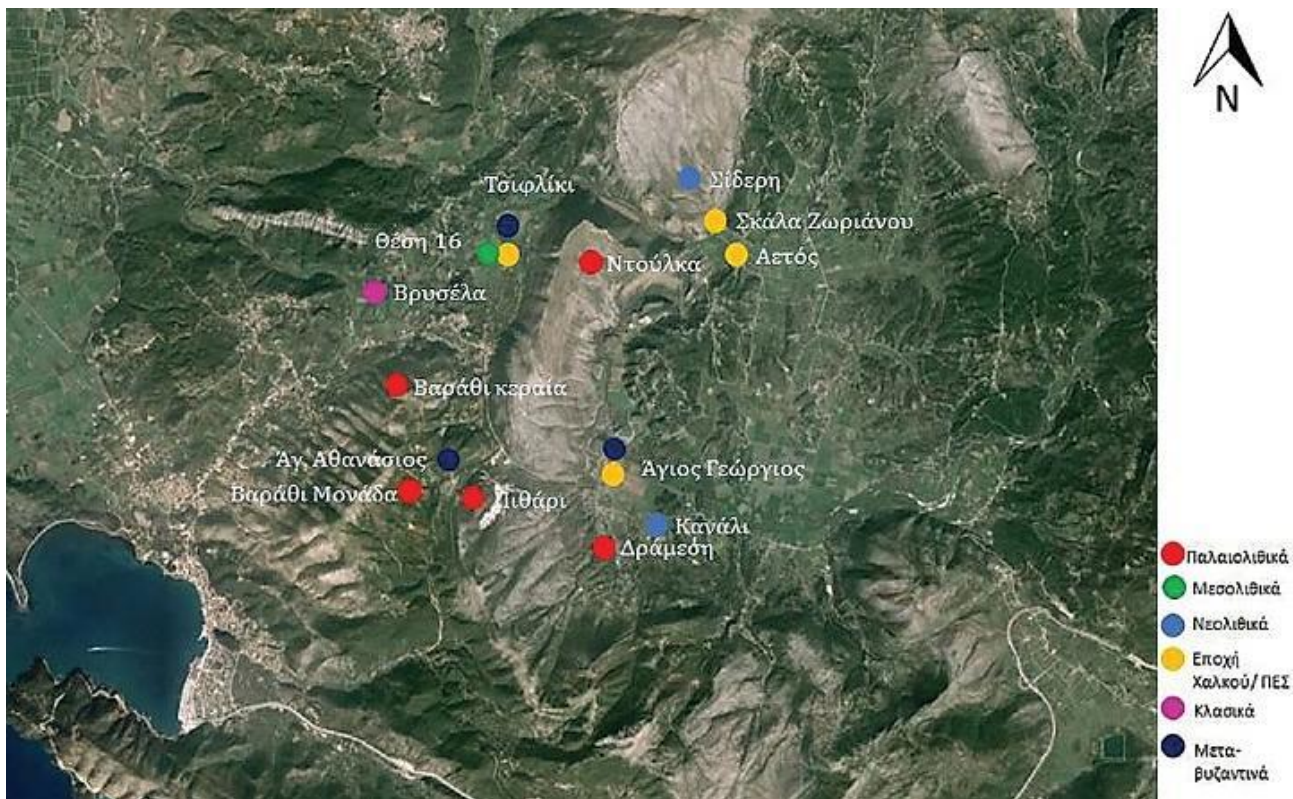 N
Τσιφλίκι
Σίδερη
Σκάλα Ζωριάνου
Θέση 16
Ντούλκα
Αετός
Βρυσέλα
Βαράθι κεραία
Άγ. Αθανάσιος
Άγιος Γεώργιος
Βαράθι Μονάδα
Πιθάρι
Κανάλι
Δράμεση
Παλαιολιθικά
Μεσολιθικά
Νεολιθικά
Εποχή
Χαλκού/ ΠΕΣ
Κλασικά
Μετα-
βυζαντινά